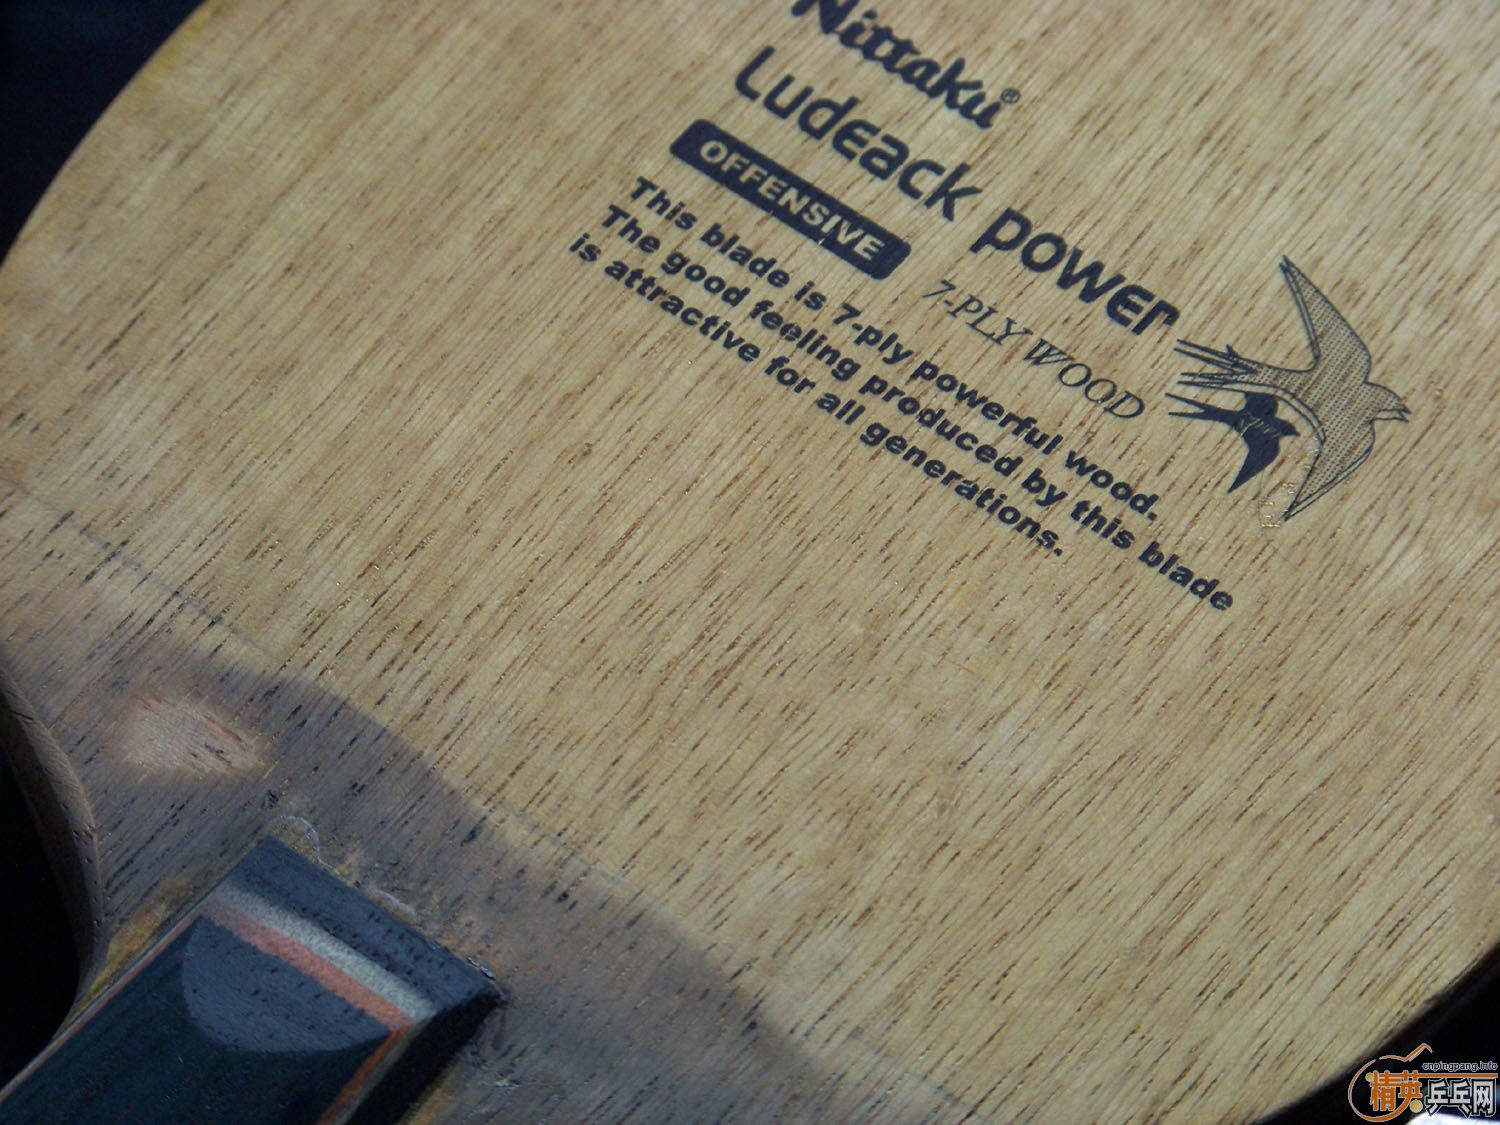 Nittaku®
Ludeack power
OFFENSIVE
7-PLY WOOD
This blade is 7-ply powerful wood.
The good feeling produced by this blade
is attractive for all generations.
cnpingpang.info
精英乒乓网